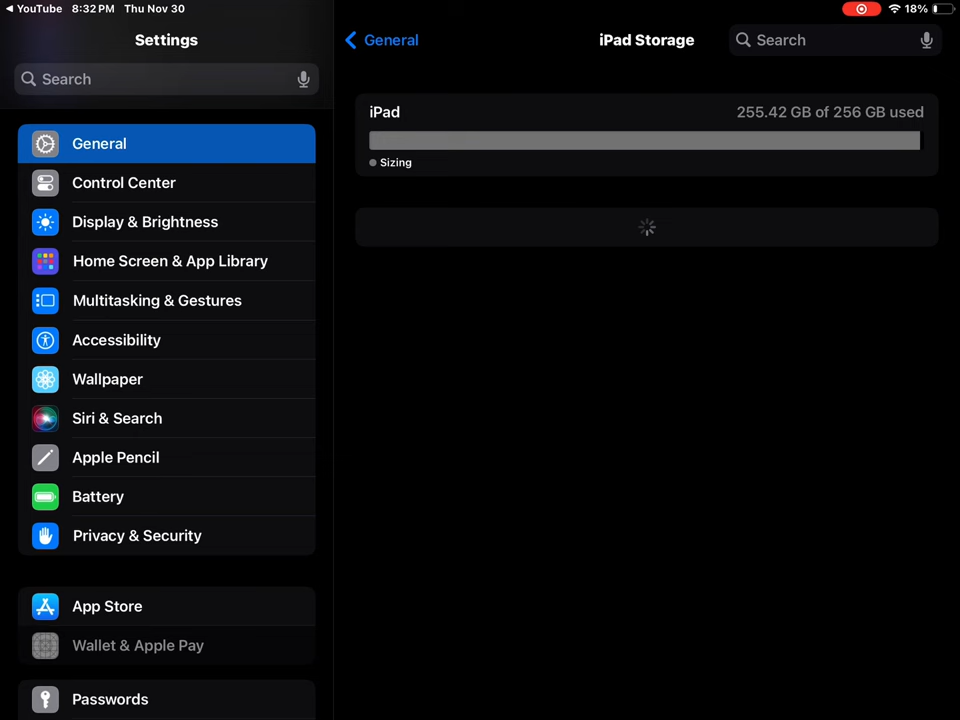 YouTube 8:32 PM Thu Nov 30
18%
Settings
Search
General
Control Center
Display & Brightness
Home Screen & App Library
Multitasking & Gestures
Accessibility
Wallpaper
Siri & Search
Apple Pencil
Battery
Privacy & Security
App Store
Wallet & Apple Pay
Passwords
General
iPad Storage
Search
iPad
255.42 GB of 256 GB used
Sizing